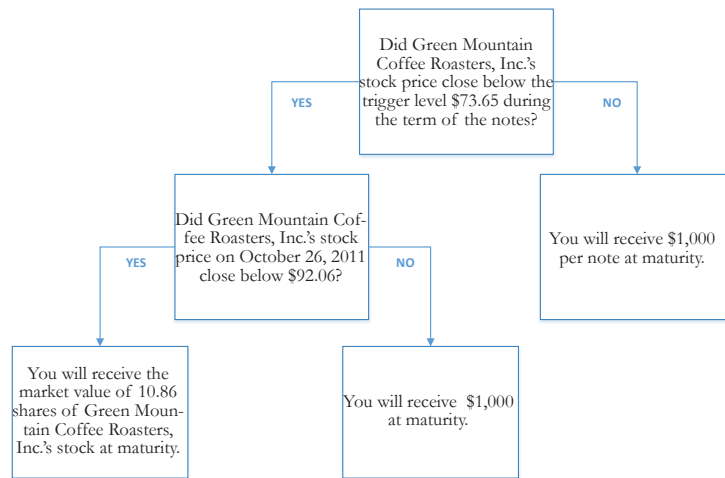 Did Green Mountain
Coffee Roasters, Inc.'s
stock price close below the
trigger level $73.65 during
the term of the notes?
YES
NO
Did Green Mountain Cof-
fee Roasters, Inc.'s stock
price on October 26, 2011
close below $92.06?
You will receive $1,000
per note at maturity.
YES
NO
You will receive the
market value of 10.86
shares of Green Moun-
tain Coffee Roasters,
Inc.'s stock at maturity.
You will receive $1,000
at maturity.